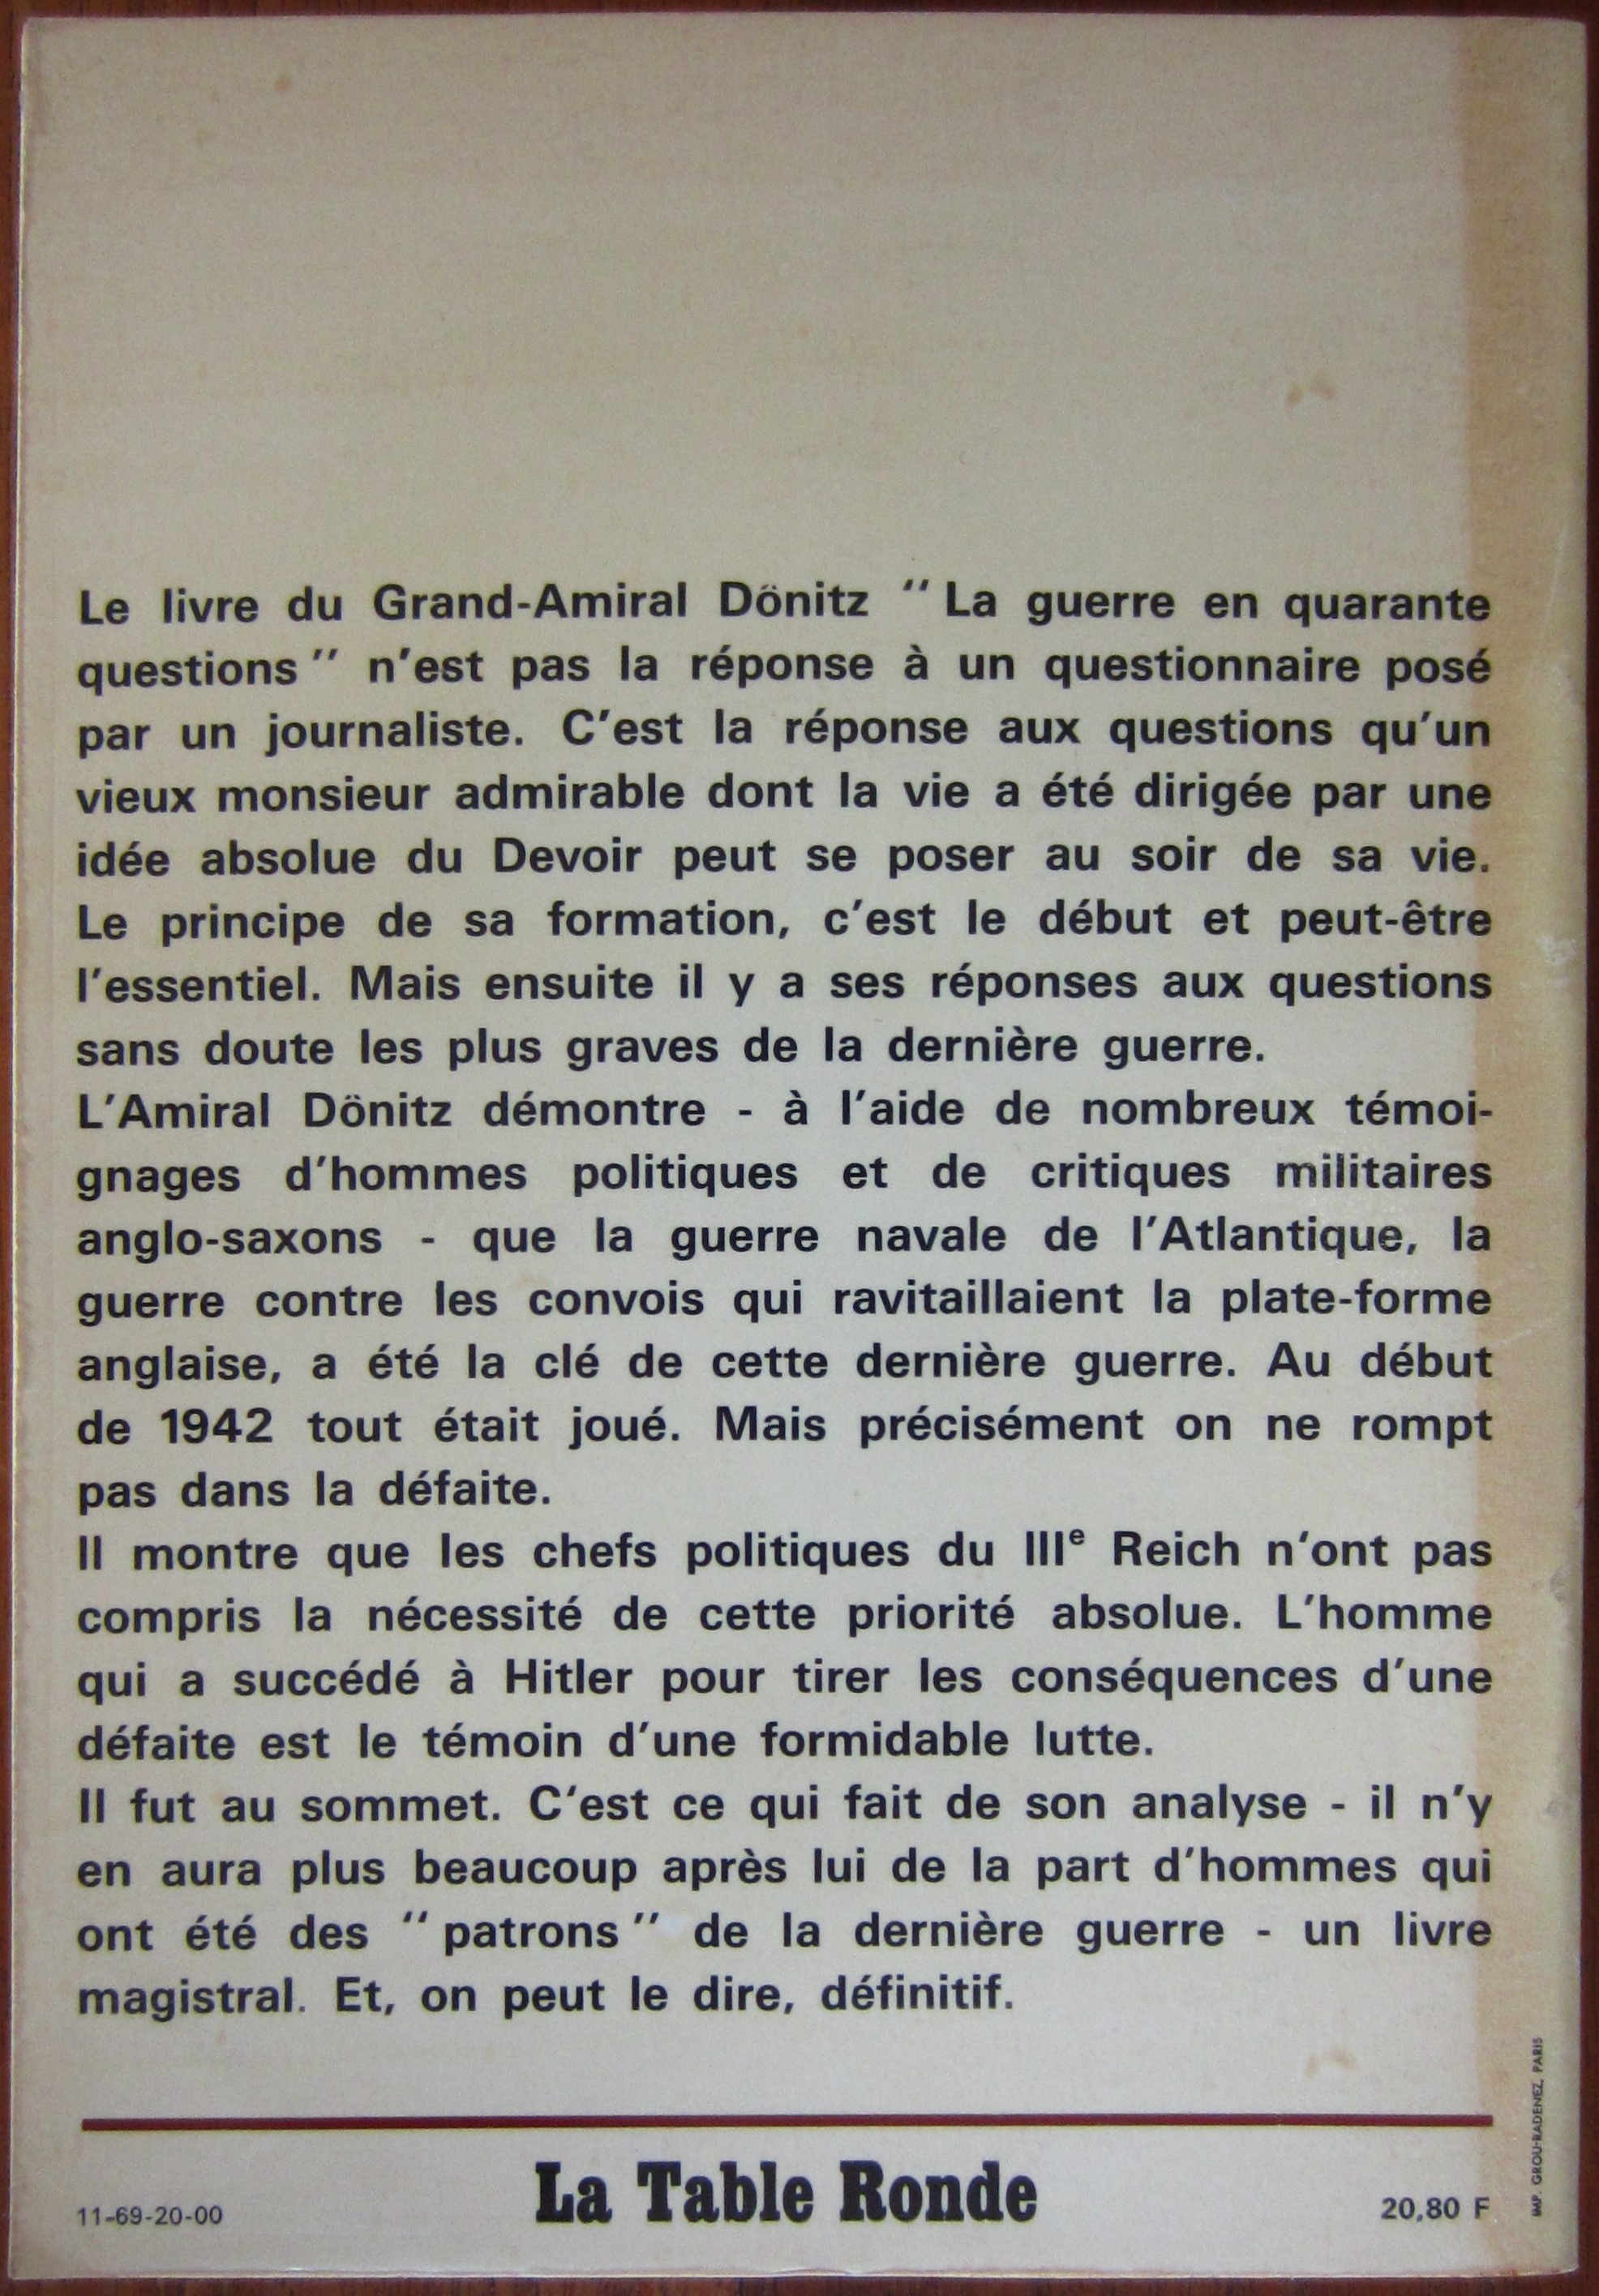 Le livre du Grand-Amiral Dönitz " La guerre en quarante
questions " n'est pas la réponse à un questionnaire posé
par un journaliste. C'est la réponse aux questions qu'un
vieux monsieur admirable dont la vie a été dirigée par une
idée absolue du Devoir peut se poser au soir de sa vie.
Le principe de sa formation, c'est le début et peut-être
l'essentiel. Mais ensuite il y a ses réponses aux questions
sans doute les plus graves de la dernière guerre.
L'Amiral Dönitz démontre - à l'aide de nombreux témoi-
gnages d'hommes politiques et de critiques militaires
anglo-saxons - que la guerre navale de l'Atlantique, la
guerre contre les convois qui ravitaillaient la plate-forme
anglaise, a été la clé de cette dernière guerre. Au début
de 1942 tout était joué. Mais précisément on ne rompt
pas dans la défaite.
Il montre que les chefs politiques du IIIe Reich n'ont pas
compris la nécessité de cette priorité absolue. L'homme
qui a succédé à Hitler pour tirer les conséquences d'une
défaite est le témoin d'une formidable lutte.
Il fut au sommet. C'est ce qui fait de son analyse - il n'y
en aura plus beaucoup après lui de la part d'hommes qui
ont été des " patrons " de la dernière guerre - un livre
magistral. Et, on peut le dire, définitif.
11-69-20-00
La Table Ronde
20,80 F
IMP. GROU-RADENEZ, PARIS